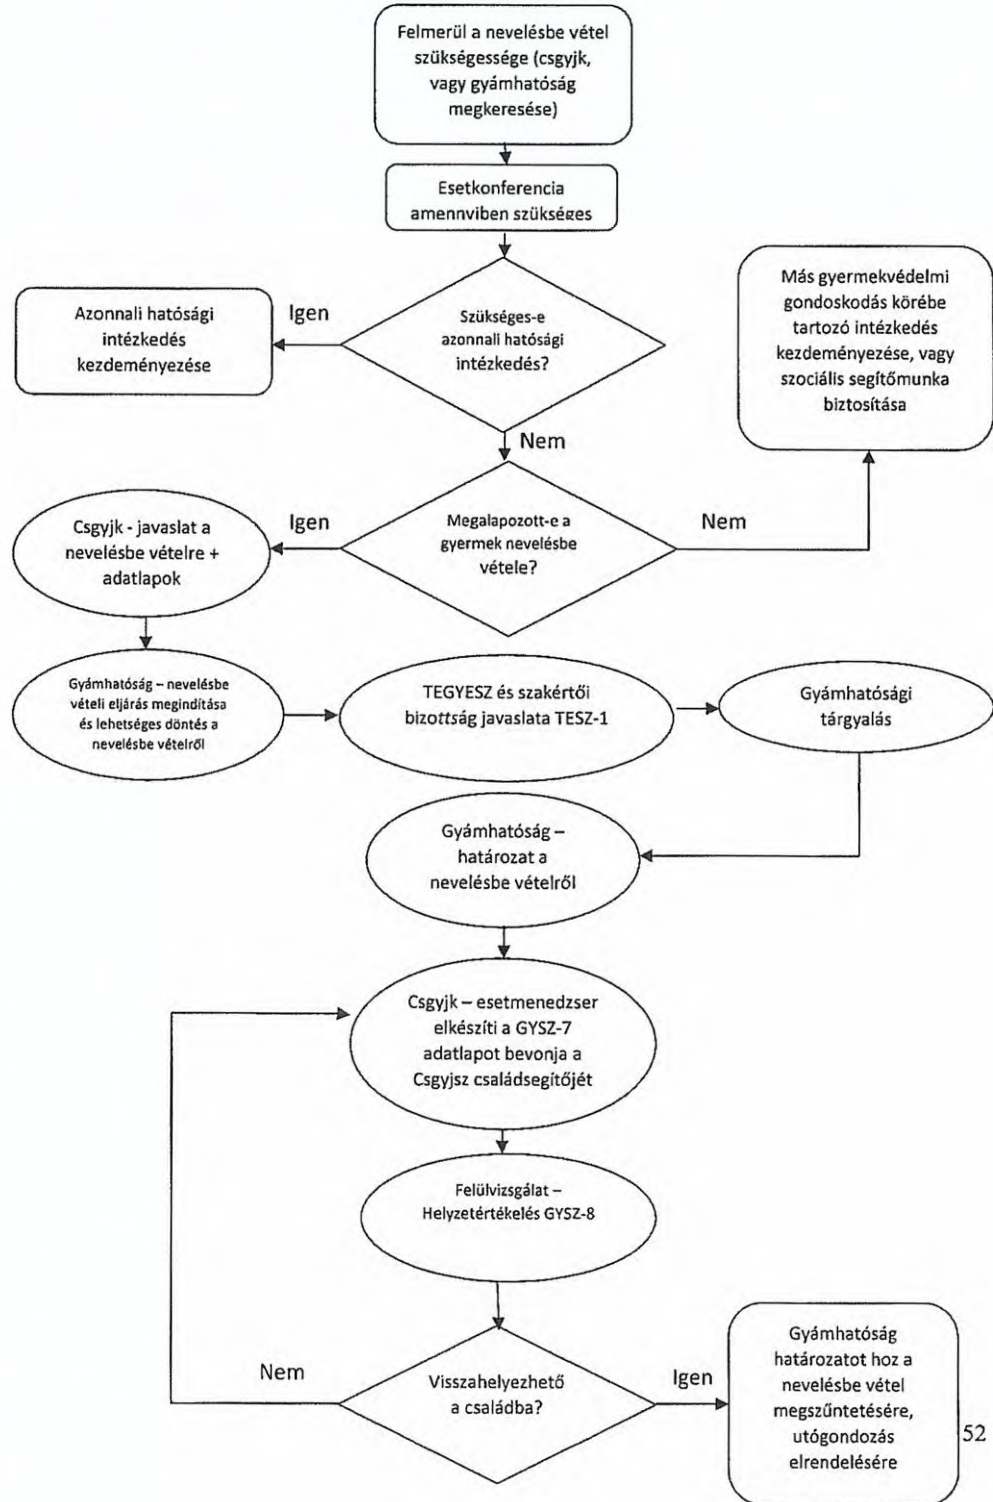 Felmerül a nevelésbe vétel
szükségessége (csgyjk,
vagy gyámhatóság
megkeresése)
Esetkonferencia
amennviben szükséges
Azonnali hatósági
intézkedés
kezdeményezése
Igen
Szükséges-e
azonnali hatósági
intézkedés?
Más gyermekvédelmi
gondoskodás körébe
tartozó intézkedés
kezdeményezése, vagy
szociális segítőmunka
biztosítása
Nem
Csgyjk - javaslat a
nevelésbe vételre +
adatlapok
Igen
Megalapozott-e a
gyermek nevelésbe
vétele?
Nem
Gyámhatóság – nevelésbe
vételi eljárás megindítása
és lehetséges döntés a
nevelésbe vételről
TEGYESZ és szakértői
bizottság javaslata TESZ-1
Gyámhatósági
tárgyalás
Gyámhatóság –
határozat a
nevelésbe vételről
Csgyjk – esetmenedzser
elkészíti a GYSZ-7
adatlapot bevonja a
Csgyjsz családsegítőjét
Felülvizsgálat –
Helyzetértékelés GYSZ-8
Nem
Visszahelyezhető
a családba?
Igen
Gyámhatóság
határozatot hoz a
nevelésbe vétel
megszűntetésére,
utógondozás
elrendelésére
52